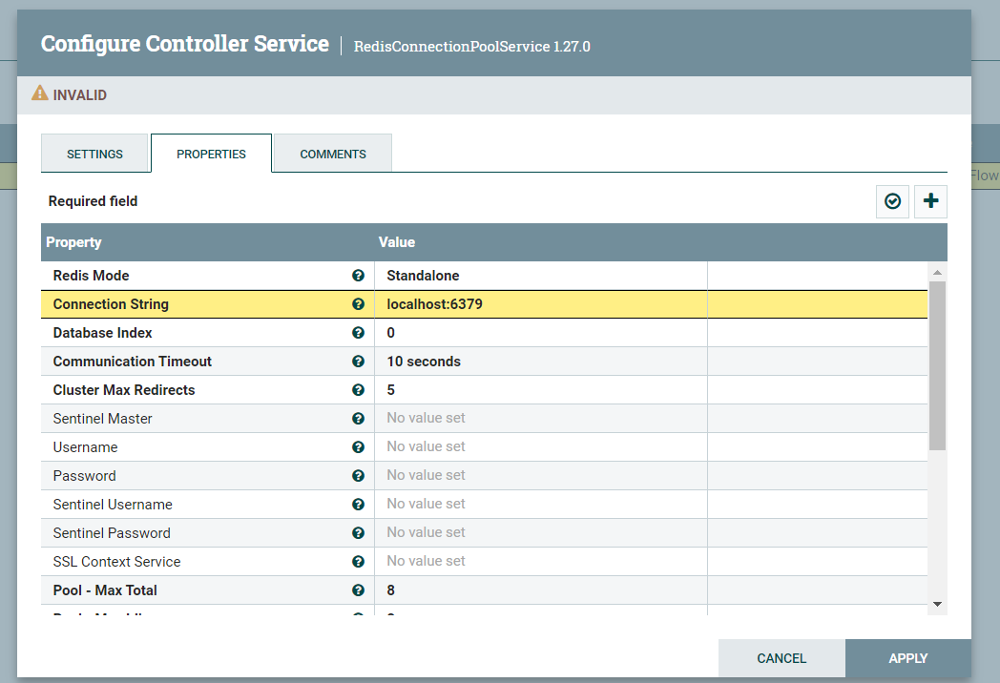 Configure Controller Service | RedisConnectionPoolService 1.27.0
INVALID
SETTINGS PROPERTIES COMMENTS
Flow
Required field
Property Value
Redis Mode Standalone
Connection String localhost:6379
Database Index 0
Communication Timeout 10 seconds
Cluster Max Redirects 5
Sentinel Master No value set
Username No value set
Password No value set
Sentinel Username No value set
Sentinel Password No value set
SSL Context Service No value set
Pool - Max Total 8
CANCEL APPLY